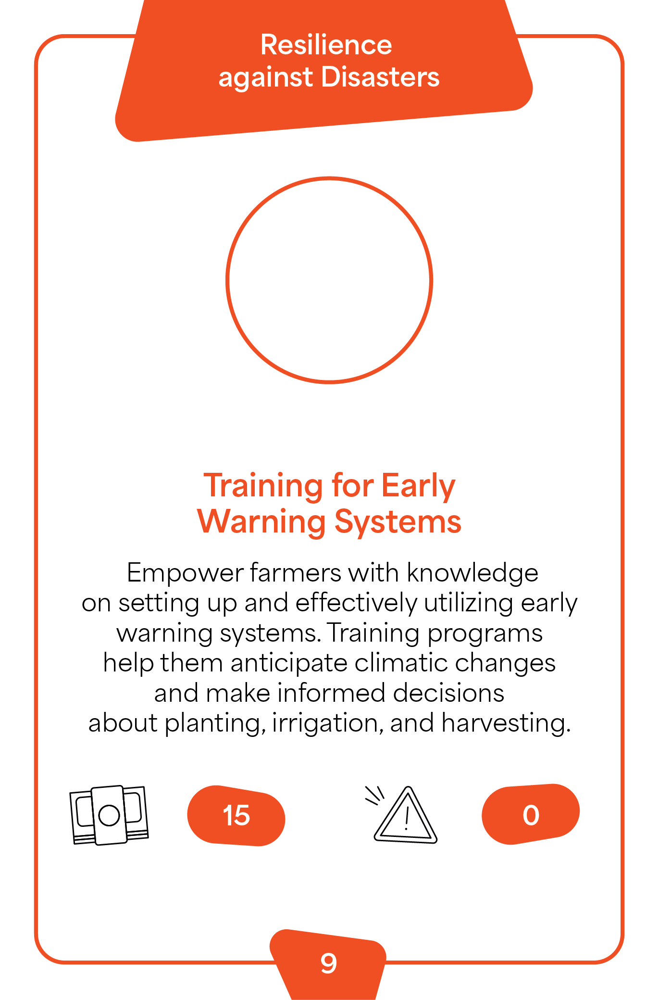 Resilience
against Disasters
Training for Early
Warning Systems
Empower farmers with knowledge
on setting up and effectively utilizing early
warning systems. Training programs
help them anticipate climatic changes
and make informed decisions
about planting, irrigation, and harvesting.
15
!
0
9